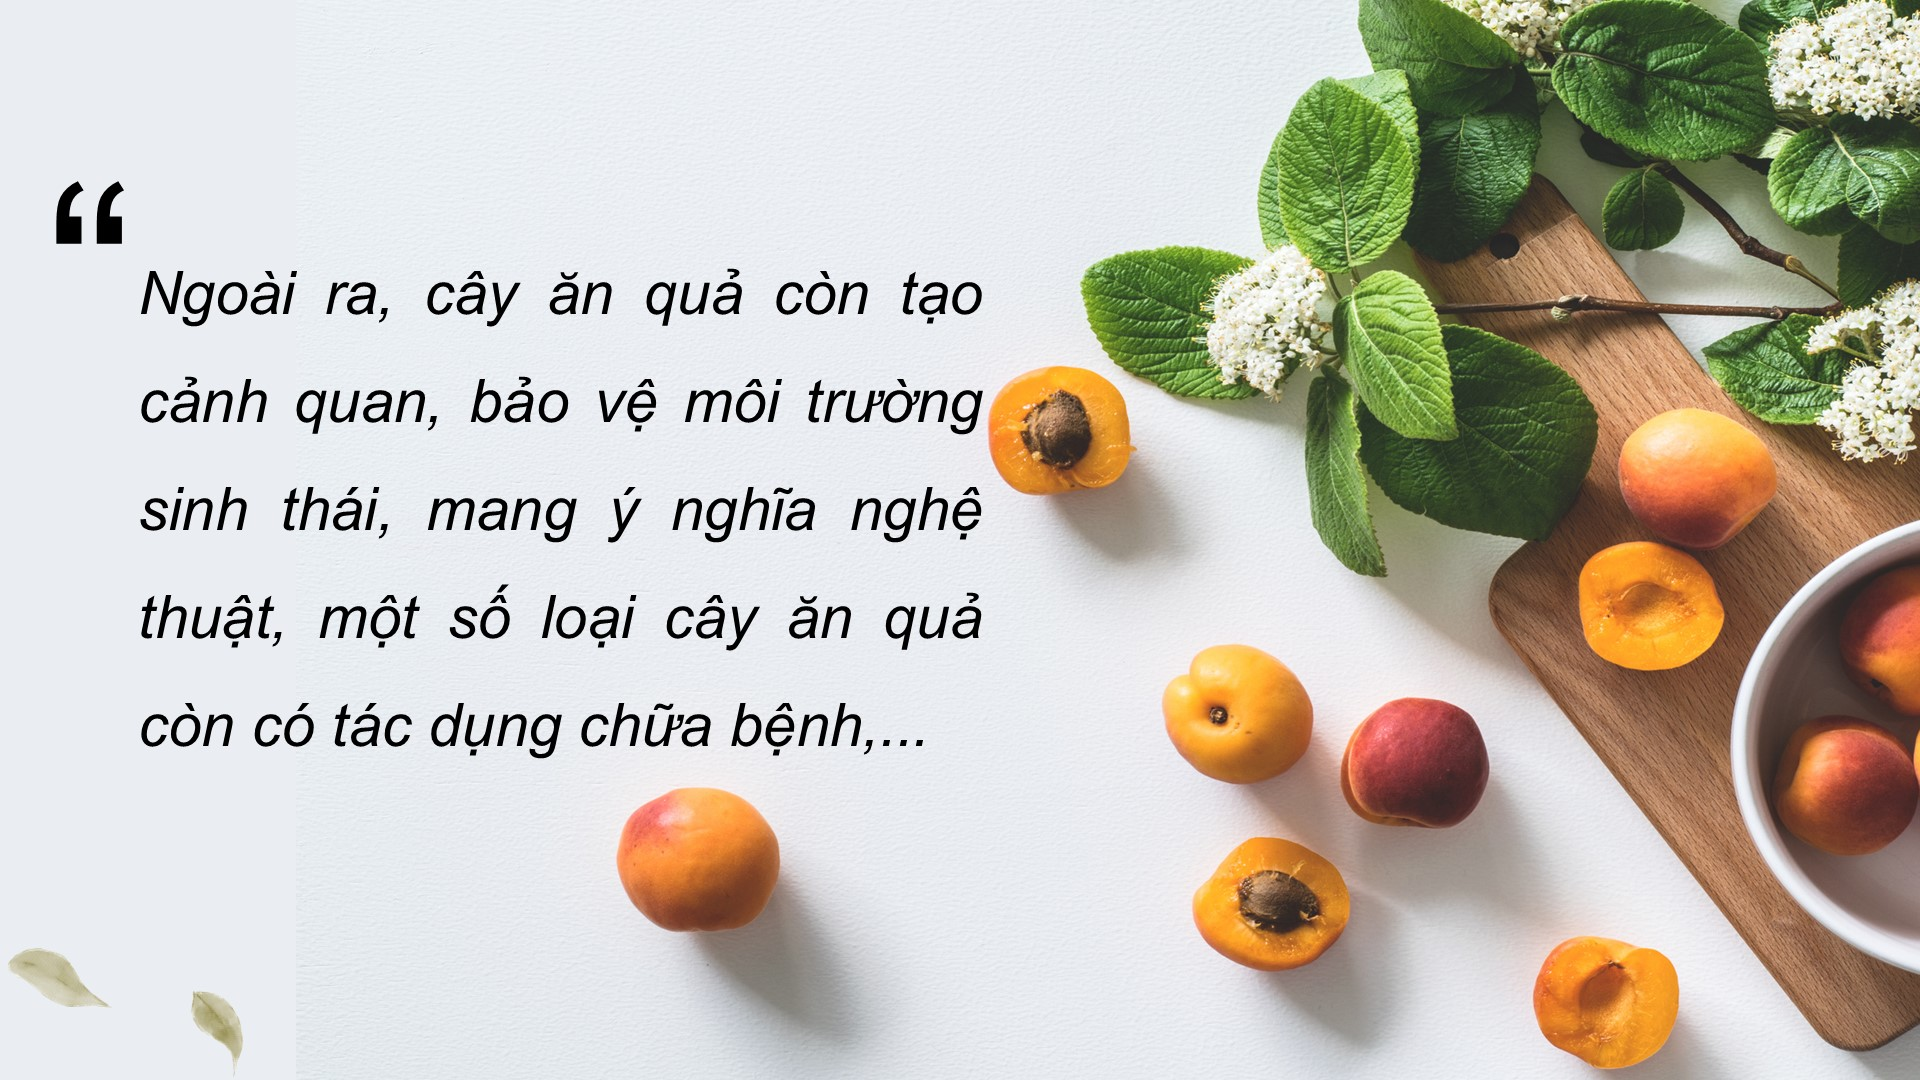 “
Ngoài ra, cây ăn quả còn tạo
cảnh quan, bảo vệ môi trường
sinh thái, mang ý nghĩa nghệ
thuật, một số loại cây ăn quả
còn có tác dụng chữa bệnh,...